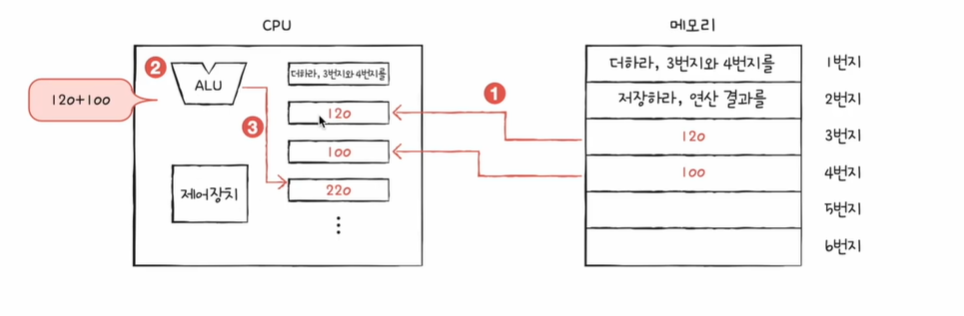 CPU
메모리
❷
ALU
120+100
❸
제어장치
더하라, 3번지와 4번지를
120
100
220
❶
더하라, 3번지와 4번지를
1번지
저장하라, 연산 결과를
2번지
120
3번지
100
4번지
5번지
6번지